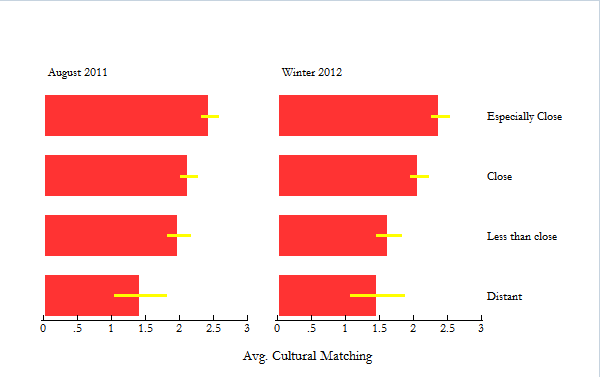 August 2011
Winter 2012
Especially Close
Close
Less than close
Distant
0 .5 1 1.5 2 2.5 3
0 .5 1 1.5 2 2.5 3
Avg. Cultural Matching